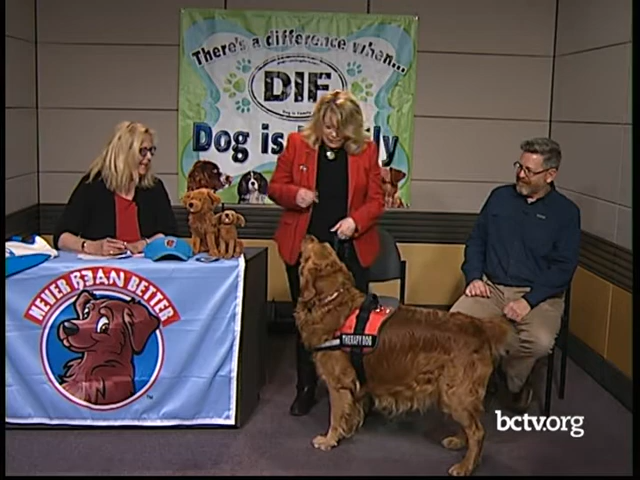 There's a difference when...
DIF
Dog is
NEVER BEAN BETTER
THERAPY DOG
bctv.org